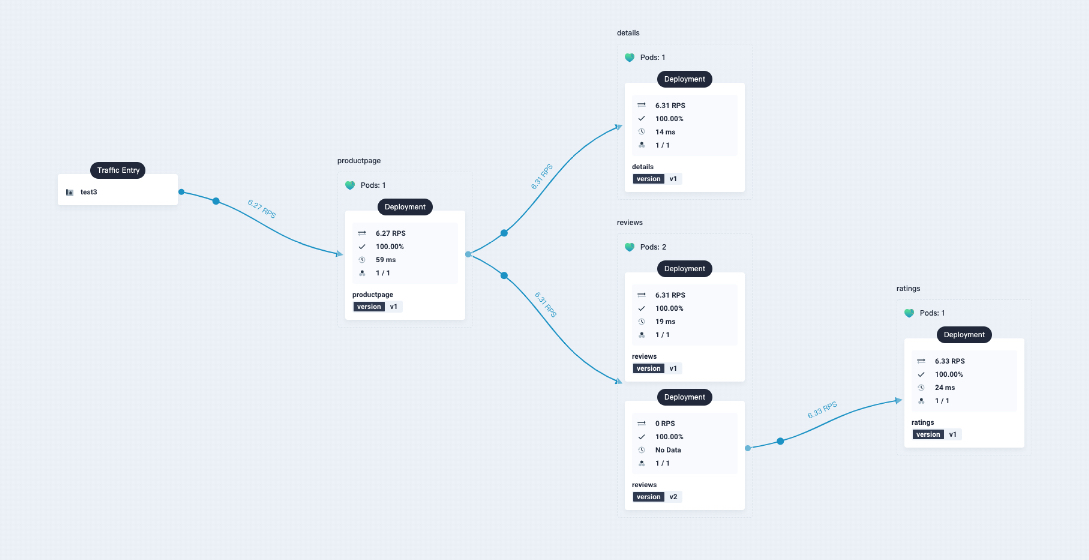 Traffic Entry
test3
6.27 RPS
productpage
Pods: 1
Deployment
6.27 RPS
100.00%
59 ms
1 / 1
productpage
version v1
6.31 RPS
6.31 RPS
details
Pods: 1
Deployment
6.31 RPS
100.00%
14 ms
1 / 1
details
version v1
reviews
Pods: 2
Deployment
6.31 RPS
100.00%
19 ms
1 / 1
reviews
version v1
Deployment
0 RPS
100.00%
No Data
1 / 1
reviews
version v2
6.33 RPS
ratings
Pods: 1
Deployment
6.33 RPS
100.00%
24 ms
1 / 1
ratings
version v1